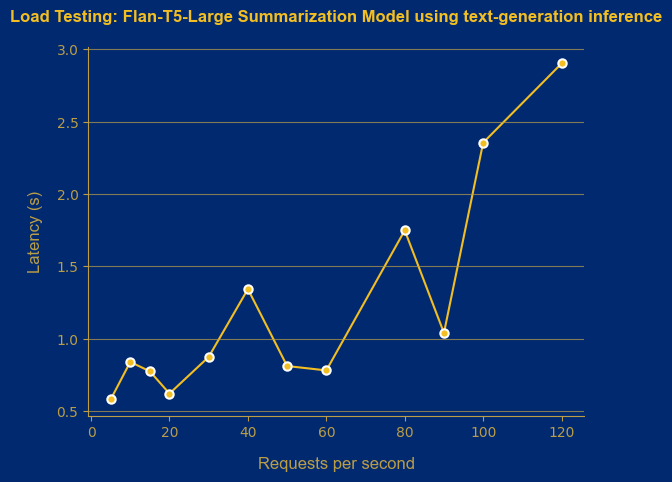 Load Testing: Flan-T5-Large Summarization Model using text-generation inference
3.0
2.5
2.0
1.5
1.0
0.5
Latency (s)
0 20 40 60 80 100 120
Requests per second